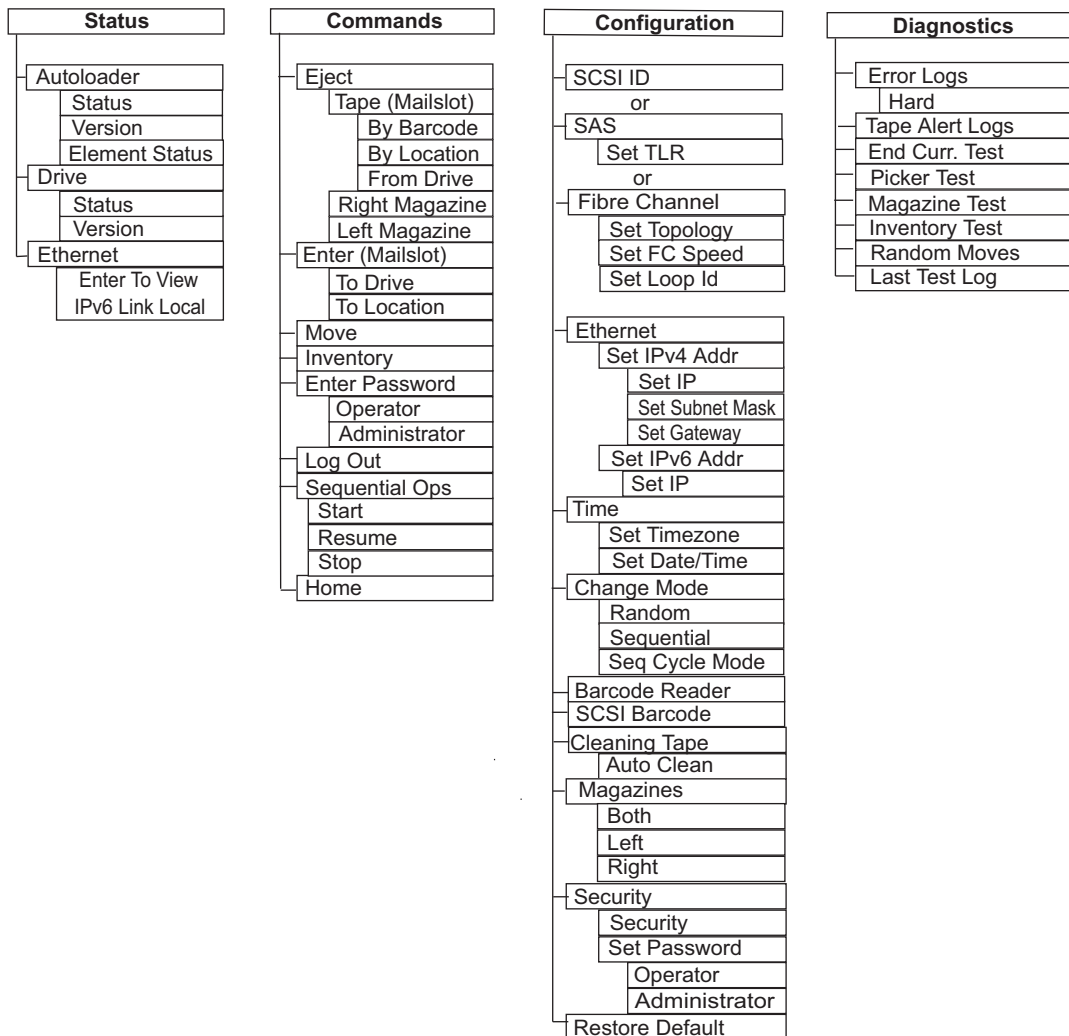 Status
Autoloader
Status
Version
Element Status
Drive
Status
Version
Ethernet
Enter To View
IPv6 Link Local
Commands
Eject
Tape (Mailslot)
By Barcode
By Location
From Drive
Right Magazine
Left Magazine
Enter (Mailslot)
To Drive
To Location
Move
Inventory
Enter Password
Operator
Administrator
Log Out
Sequential Ops
Start
Resume
Stop
Home
Configuration
SCSI ID
or
SAS
Set TLR
or
Fibre Channel
Set Topology
Set FC Speed
Set Loop Id
Ethernet
Set IPv4 Addr
Set IP
Set Subnet Mask
Set Gateway
Set IPv6 Addr
Set IP
Time
Set Timezone
Set Date/Time
Change Mode
Random
Sequential
Seq Cycle Mode
Barcode Reader
SCSI Barcode
Cleaning Tape
Auto Clean
Magazines
Both
Left
Right
Security
Security
Set Password
Operator
Administrator
Restore Default
Diagnostics
Error Logs
Hard
Tape Alert Logs
End Curr. Test
Picker Test
Magazine Test
Inventory Test
Random Moves
Last Test Log